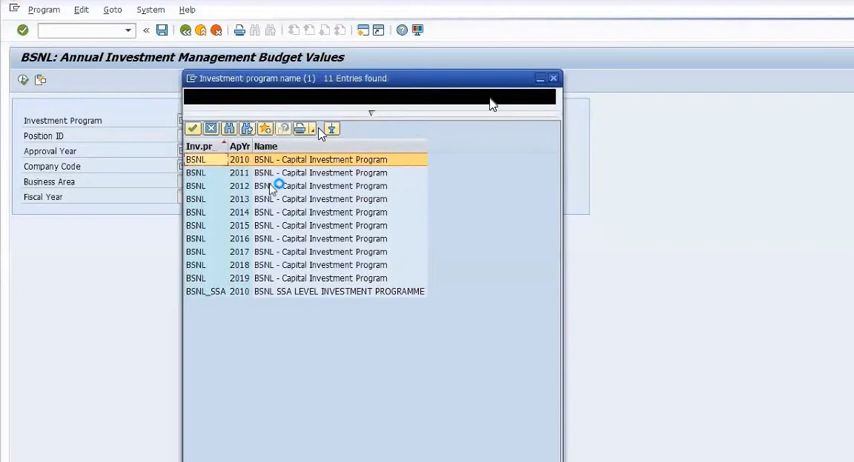 Program Edit Goto System Help
BSNL: Annual Investment Management Budget Values
Investment program name (1) 11 Entries found
Investment Program
Position ID
Approval Year
Company Code
Business Area
Fiscal Year
Inv.pr_ ApYr Name
BSNL 2010 BSNL - Capital Investment Program
BSNL 2011 BSNL - Capital Investment Program
BSNL 2012 BSNL - Capital Investment Program
BSNL 2013 BSNL - Capital Investment Program
BSNL 2014 BSNL - Capital Investment Program
BSNL 2015 BSNL - Capital Investment Program
BSNL 2016 BSNL - Capital Investment Program
BSNL 2017 BSNL - Capital Investment Program
BSNL 2018 BSNL - Capital Investment Program
BSNL 2019 BSNL - Capital Investment Program
BSNL_SSA 2010 BSNL SSA LEVEL INVESTMENT PROGRAMME